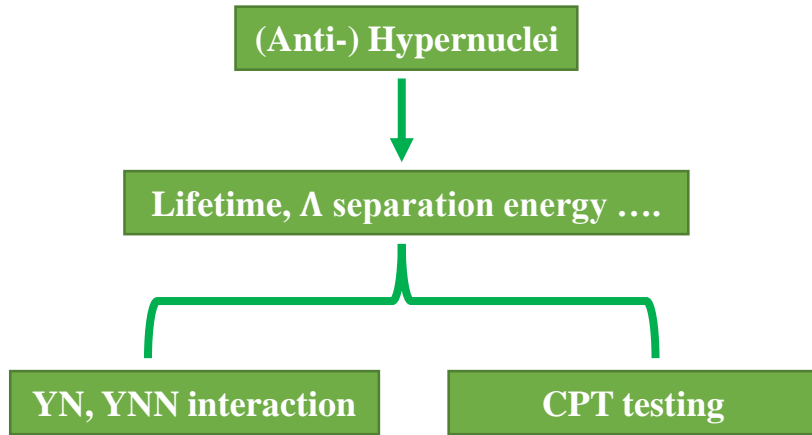 (Anti-) Hypernuclei
Lifetime, Λ separation energy ….
YN, YNN interaction
CPT testing